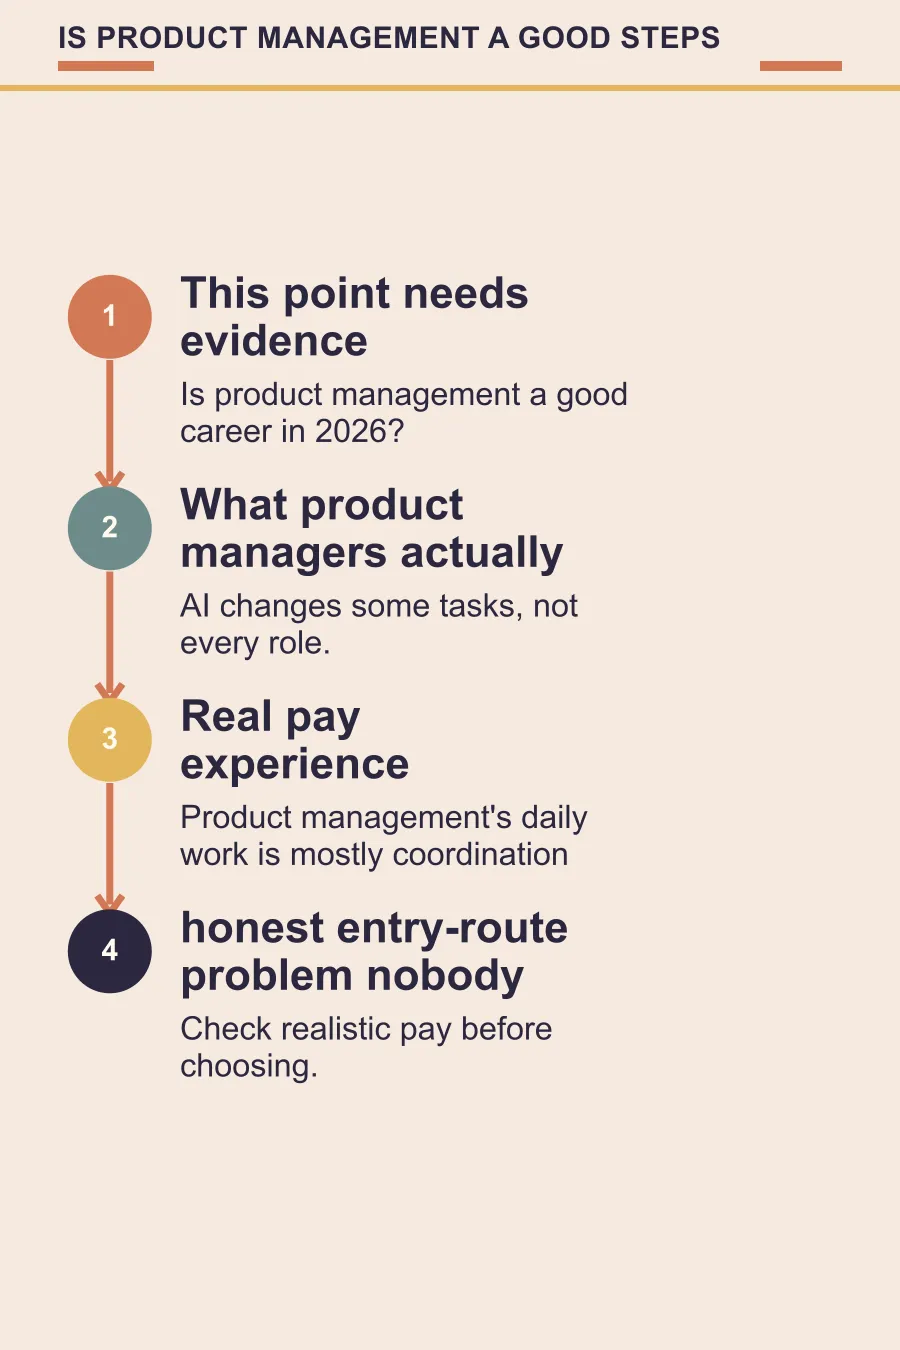 IS PRODUCT MANAGEMENT A GOOD STEPS
1
This point needs
evidence
Is product management a good
career in 2026?
2
What product
managers actually
AI changes some tasks, not
every role.
3
Real pay
experience
Product management's daily
work is mostly coordination
4
honest entry-route
problem nobody
Check realistic pay before
choosing.